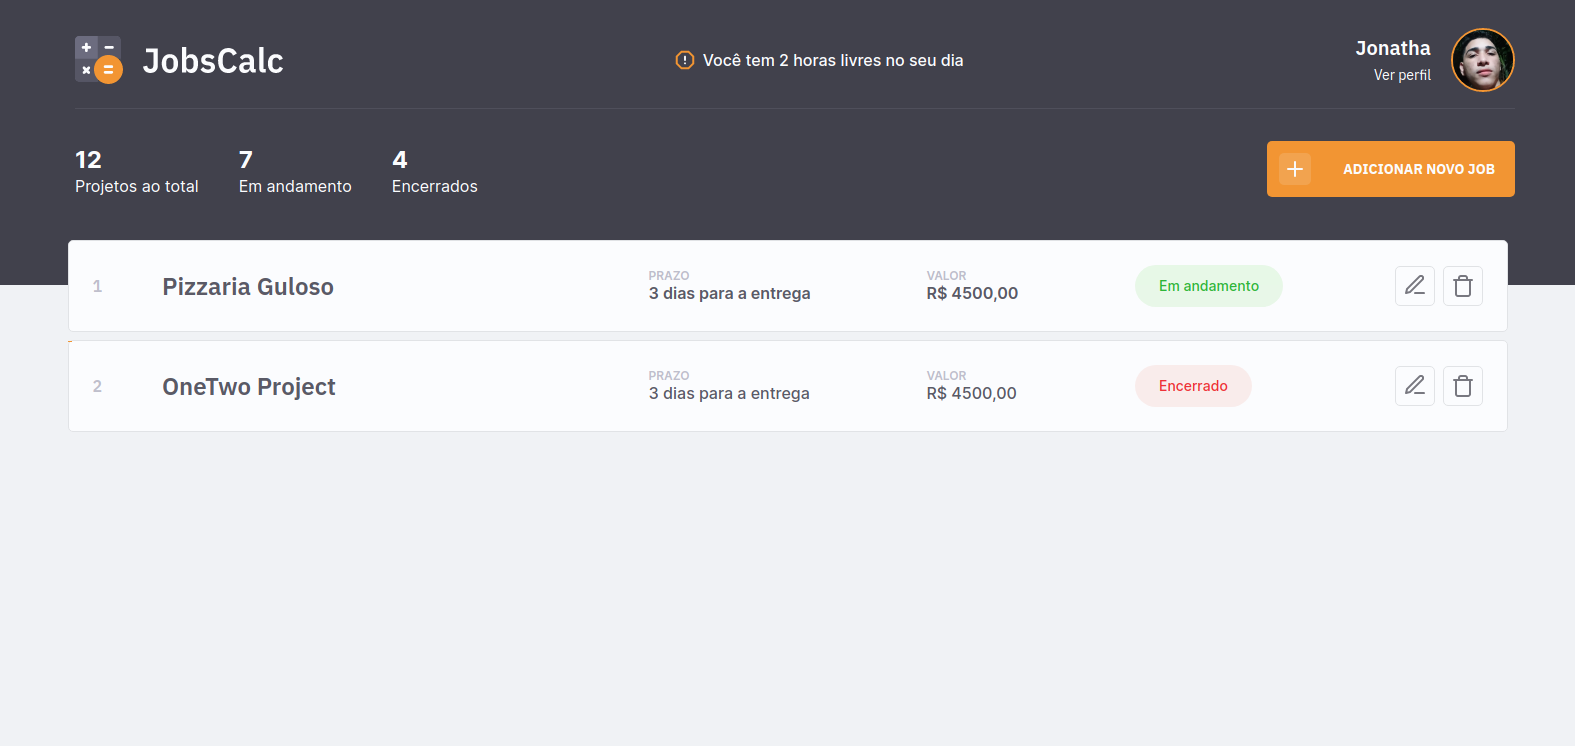 JobsCalc
Você tem 2 horas livres no seu dia
Jonatha
Ver perfil
12
Projetos ao total
7
Em andamento
4
Encerrados
ADICIONAR NOVO JOB
1
Pizzaria Guloso
PRAZO
3 dias para a entrega
VALOR
R$ 4500,00
Em andamento
2
OneTwo Project
PRAZO
3 dias para a entrega
VALOR
R$ 4500,00
Encerrado